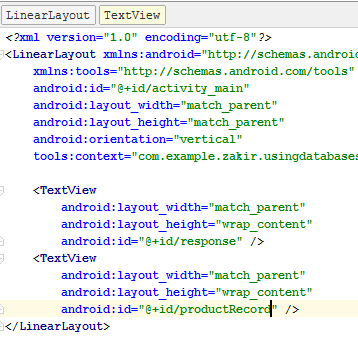 LinearLayout TextView
<?xml version="1.0" encoding="utf-8"?>
<LinearLayout xmlns:android="http://schemas.androi
xmlns:tools="http://schemas.android.com/tools"
android:id="@+id/activity_main"
android:layout_width="match_parent"
android:layout_height="match_parent"
android:orientation="vertical"
tools:context="com.example.zakir.usingdatabases
<TextView
android:layout_width="match_parent"
android:layout_height="wrap_content"
android:id="@+id/response" />
<TextView
android:layout_width="match_parent"
android:layout_height="wrap_content"
android:id="@+id/productRecord" />
</LinearLayout>